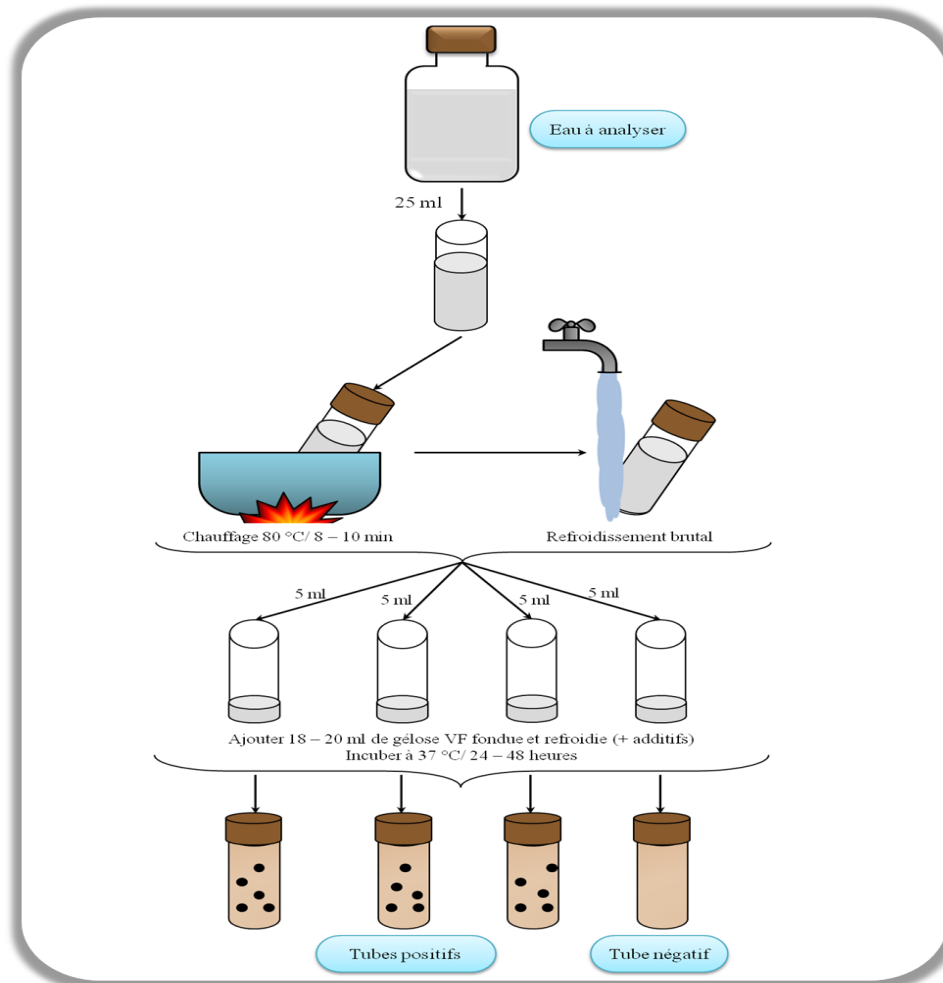 Eau à analyser
25 ml
Chauffage 80 °C/ 8 – 10 min
Refroidissement brutal
5 ml
5 ml
5 ml
5 ml
Ajouter 18 – 20 ml de gélose VF fondue et refroidie (+ additifs)
Incuber à 37 °C/ 24 – 48 heures
Tubes positifs
Tube négatif